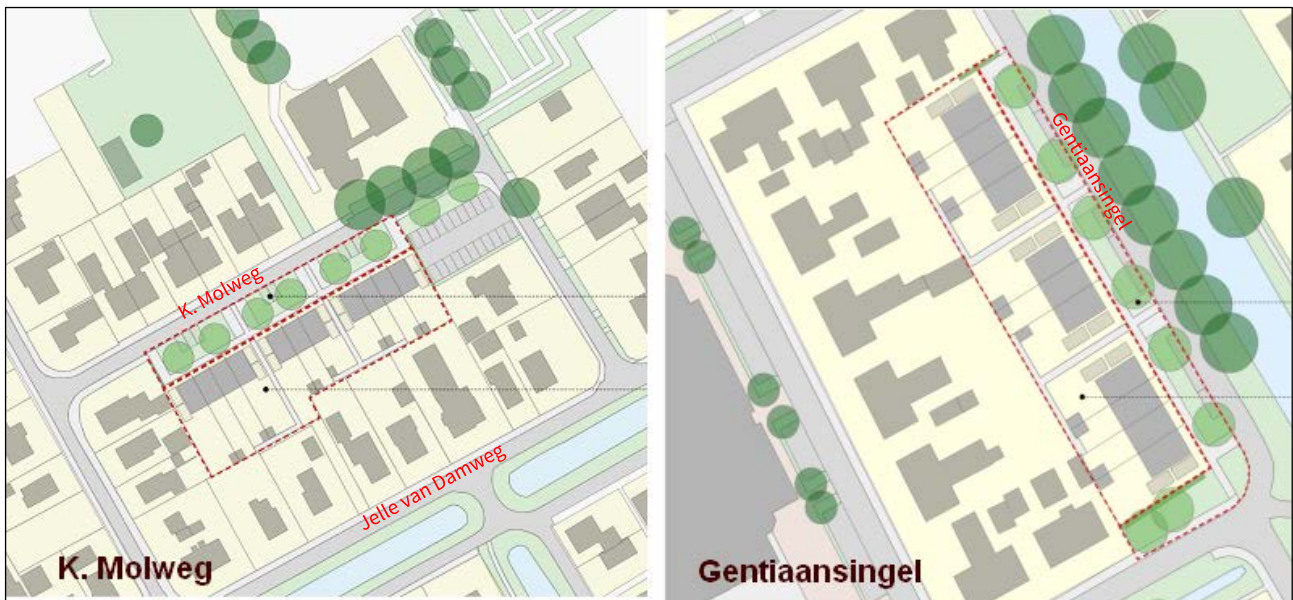 K. Molweg
Jelle van Damweg
K. Molweg
Gentiaansingel
Gentiaansingel